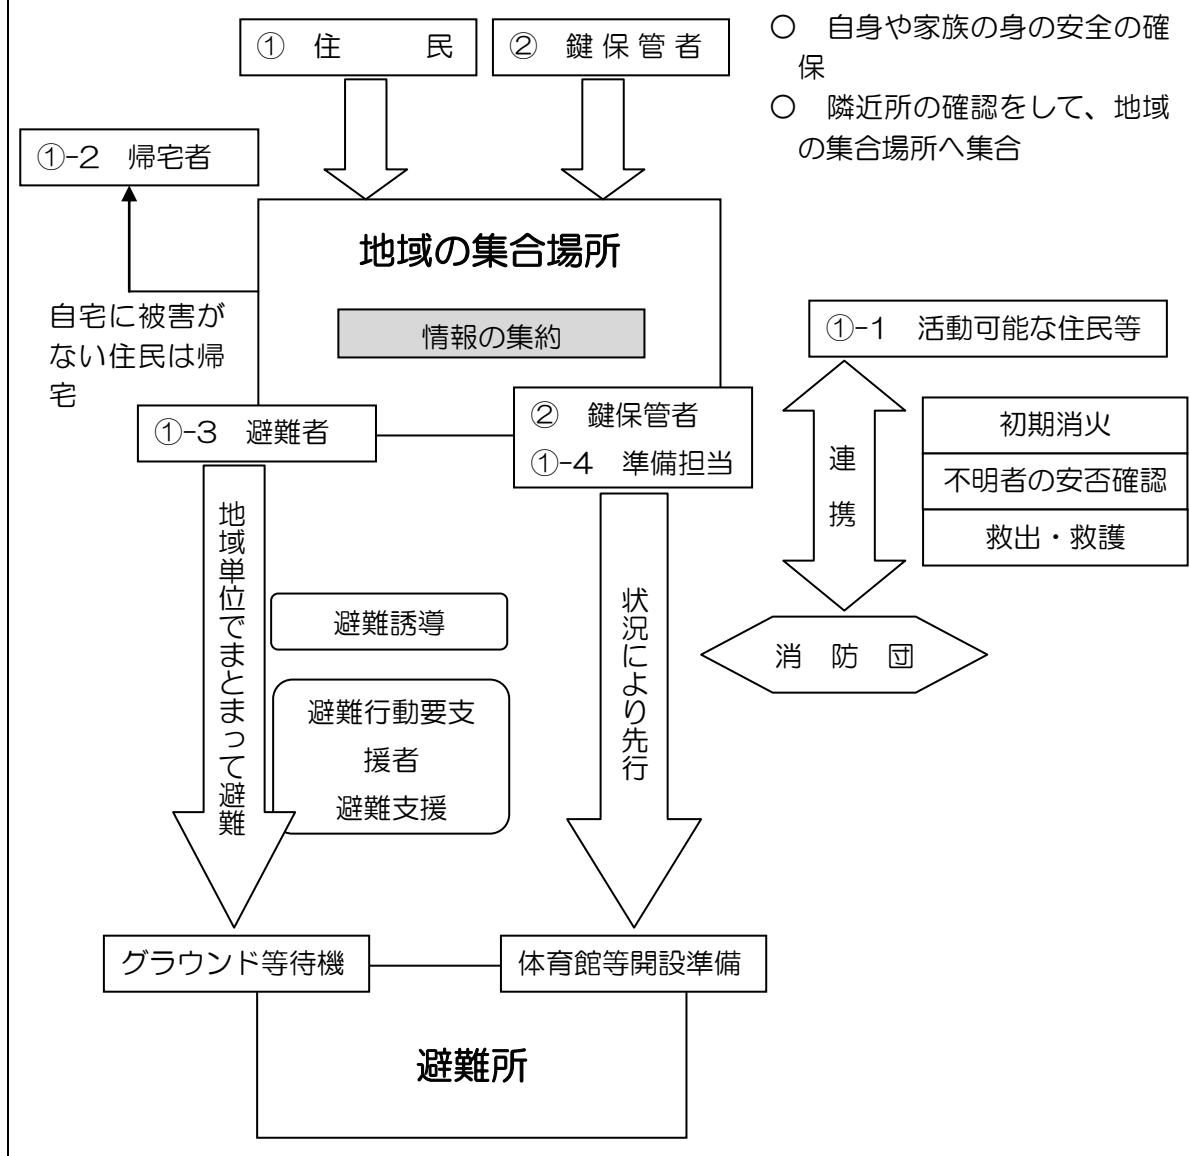 ① 住　　民
② 鍵保管者
○　自身や家族の身の安全の確
保
○　隣近所の確認をして、地域
の集合場所へ集合
①-2　帰宅者
地域の集合場所
情報の集約
自宅に被害が
ない住民は帰
宅
①-1　活動可能な住民等
①-3　避難者
②　鍵保管者
①-4　準備担当
連携
初期消火
不明者の安否確認
救出・救護
地域単位でまとまって避難
避難誘導
避難行動要支
援者
避難支援
状況により先行
消　防　団
グラウンド等待機
体育館等開設準備
避難所